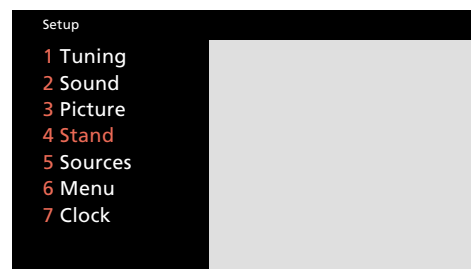 Setup
1 Tuning
2 Sound
3 Picture
4 Stand
5 Sources
6 Menu
7 Clock